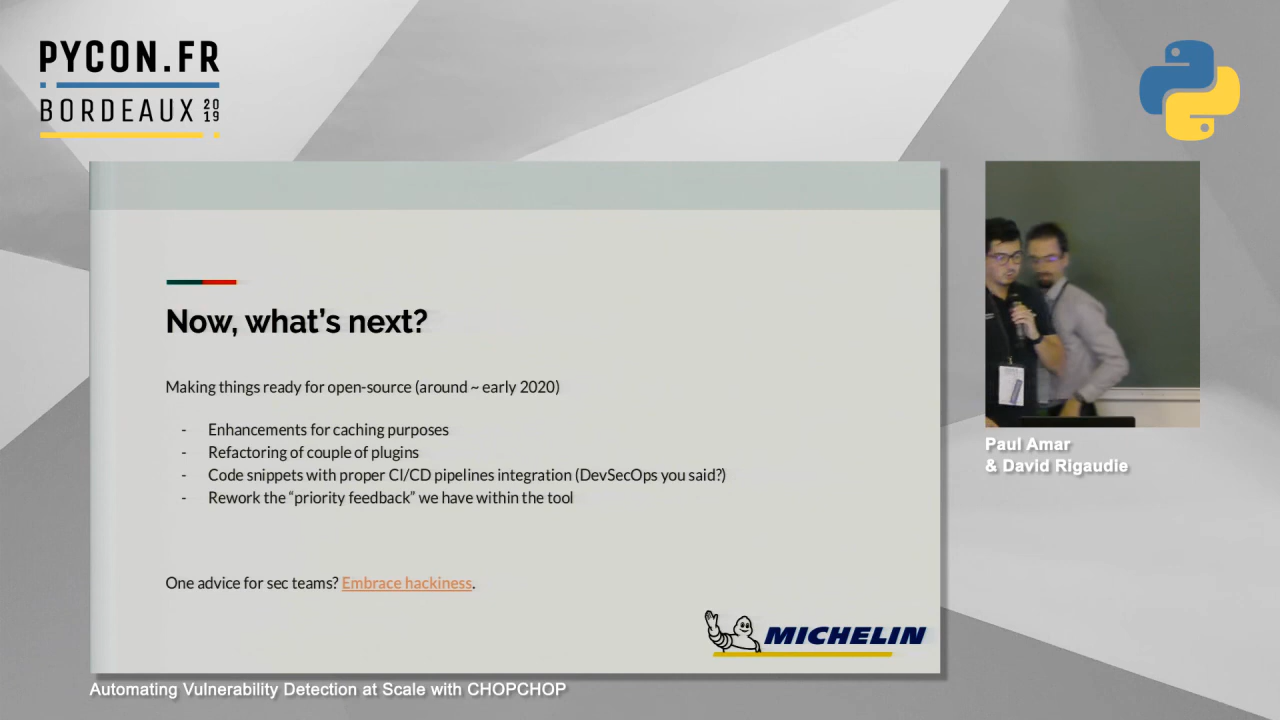 PYCON.FR
BORDEAUX 2019
Now, what's next?
Making things ready for open-source (around ~ early 2020)
- Enhancements for caching purposes
- Refactoring of couple of plugins
- Code snippets with proper CI/CD pipelines integration (DevSecOps you said?)
- Rework the “priority feedback” we have within the tool
One advice for sec teams? Embrace hackiness.
MICHELIN
Paul Amar
& David Rigaudie
Automating Vulnerability Detection at Scale with CHOPCHOP